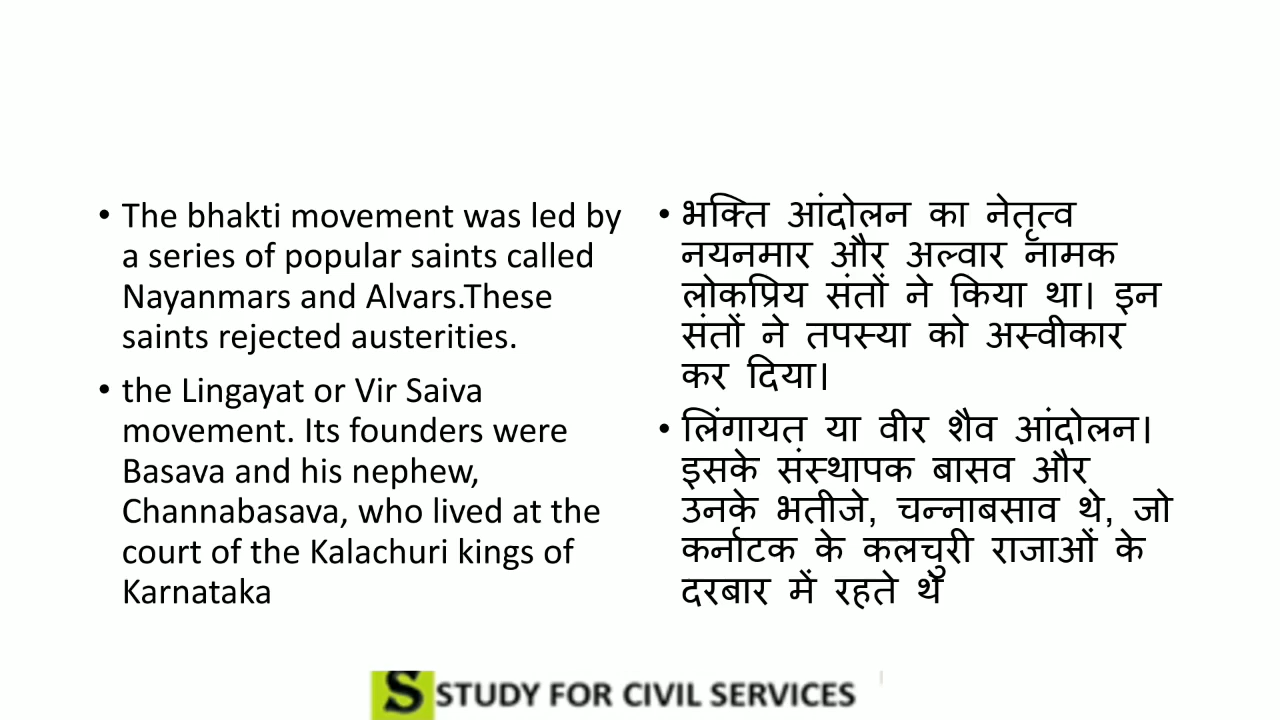 • The bhakti movement was led by
a series of popular saints called
Nayanmars and Alvars.These
saints rejected austerities.
• the Lingayat or Vir Saiva
movement. Its founders were
Basava and his nephew,
Channabasava, who lived at the
court of the Kalachuri kings of
Karnataka
• भक्ति आंदोलन का नेतृत्व
नयनमार और अल्वार नामक
लोकप्रिय संतों ने किया था। इन
संतों ने तपस्या को अस्वीकार
कर दिया।
• लिंगायत या वीर शैव आंदोलन।
इसके संस्थापक बासव और
उनके भतीजे, चन्नाबसाव थे, जो
कर्नाटक के कलचुरी राजाओं के
दरबार में रहते थे
S STUDY FOR CIVIL SERVICES